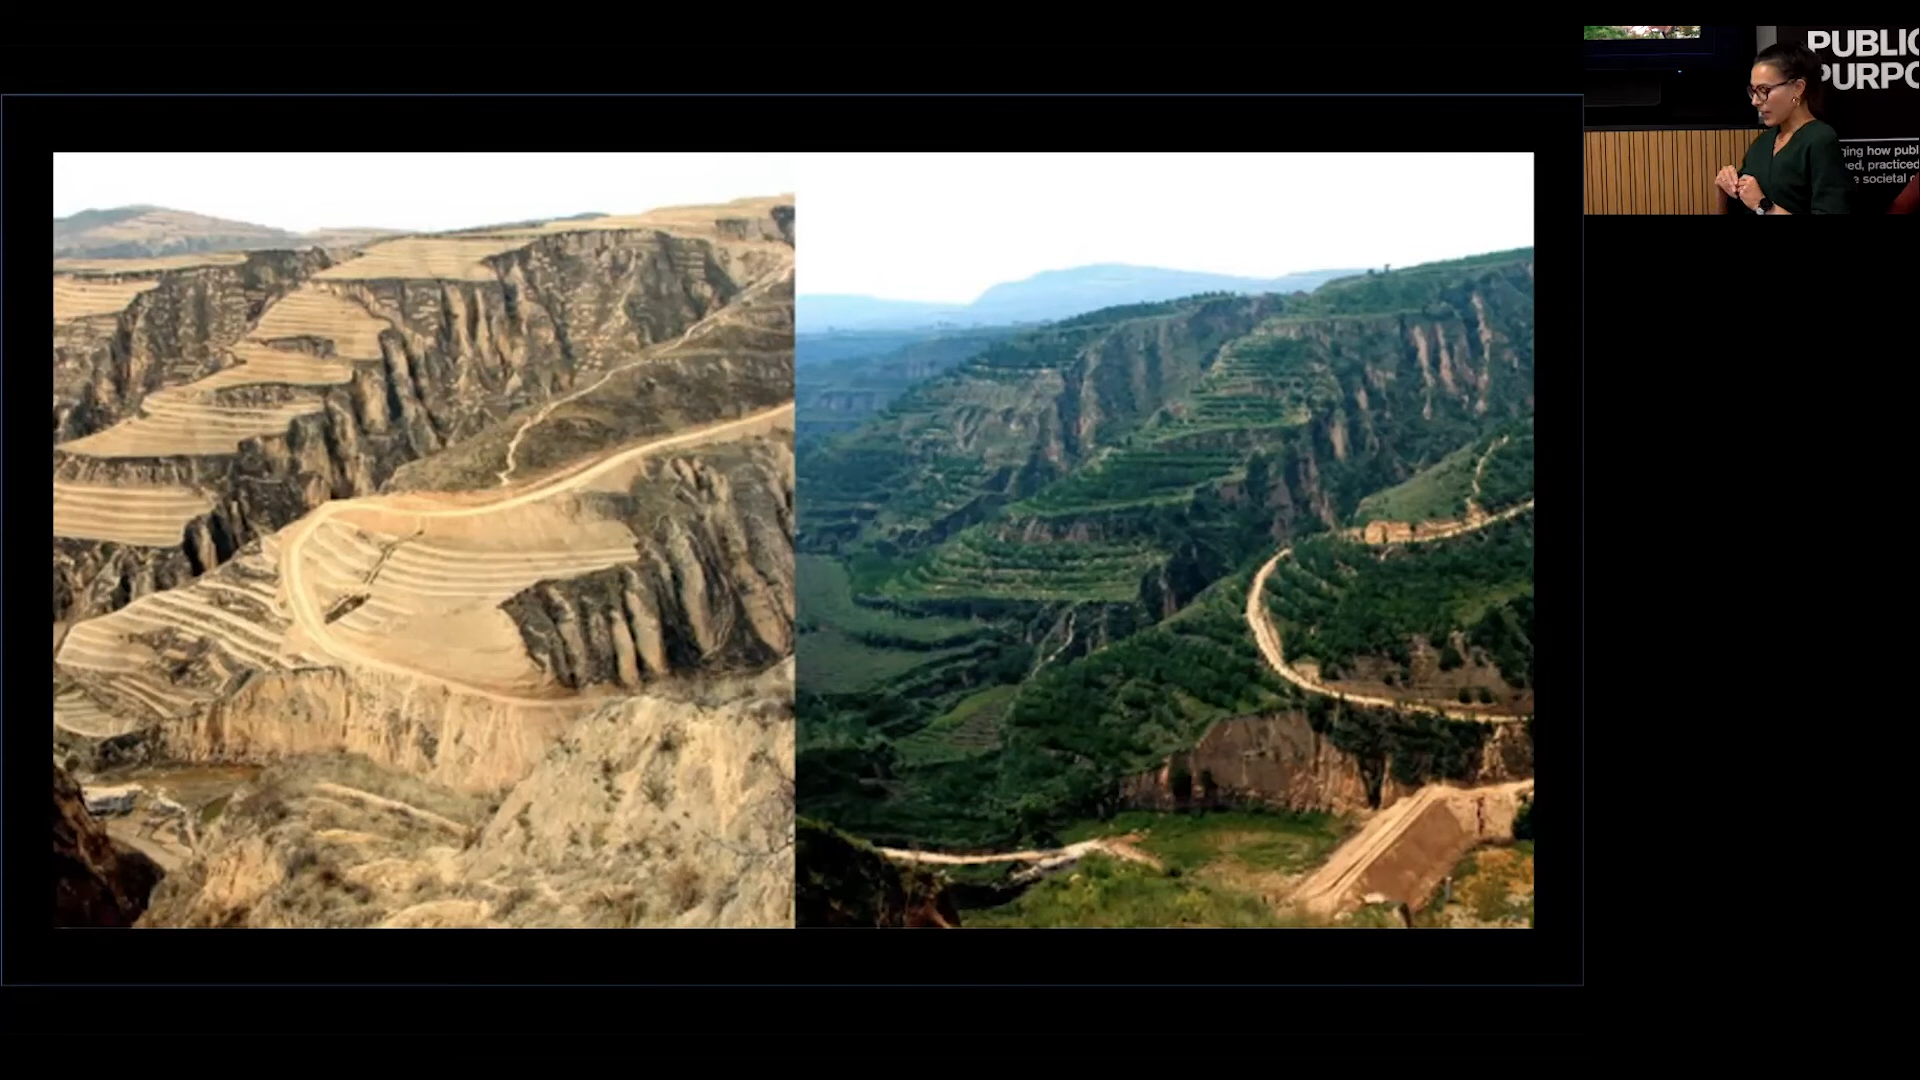 PUBLIC
PURPO
ging how publ
ed, practiced
e societal